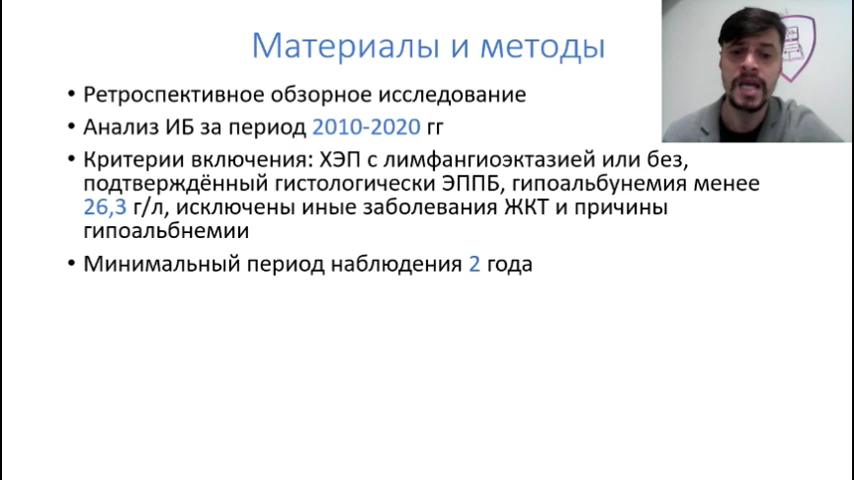 Материалы и методы
• Ретроспективное обзорное исследование
• Анализ ИБ за период 2010-2020 гг
• Критерии включения: ХЭП с лимфангиоэктазией или без,
подтверждённый гистологически ЭППБ, гипоальбунемия менее
26,3 г/л, исключены иные заболевания ЖКТ и причины
гипоальбнемии
• Минимальный период наблюдения 2 года